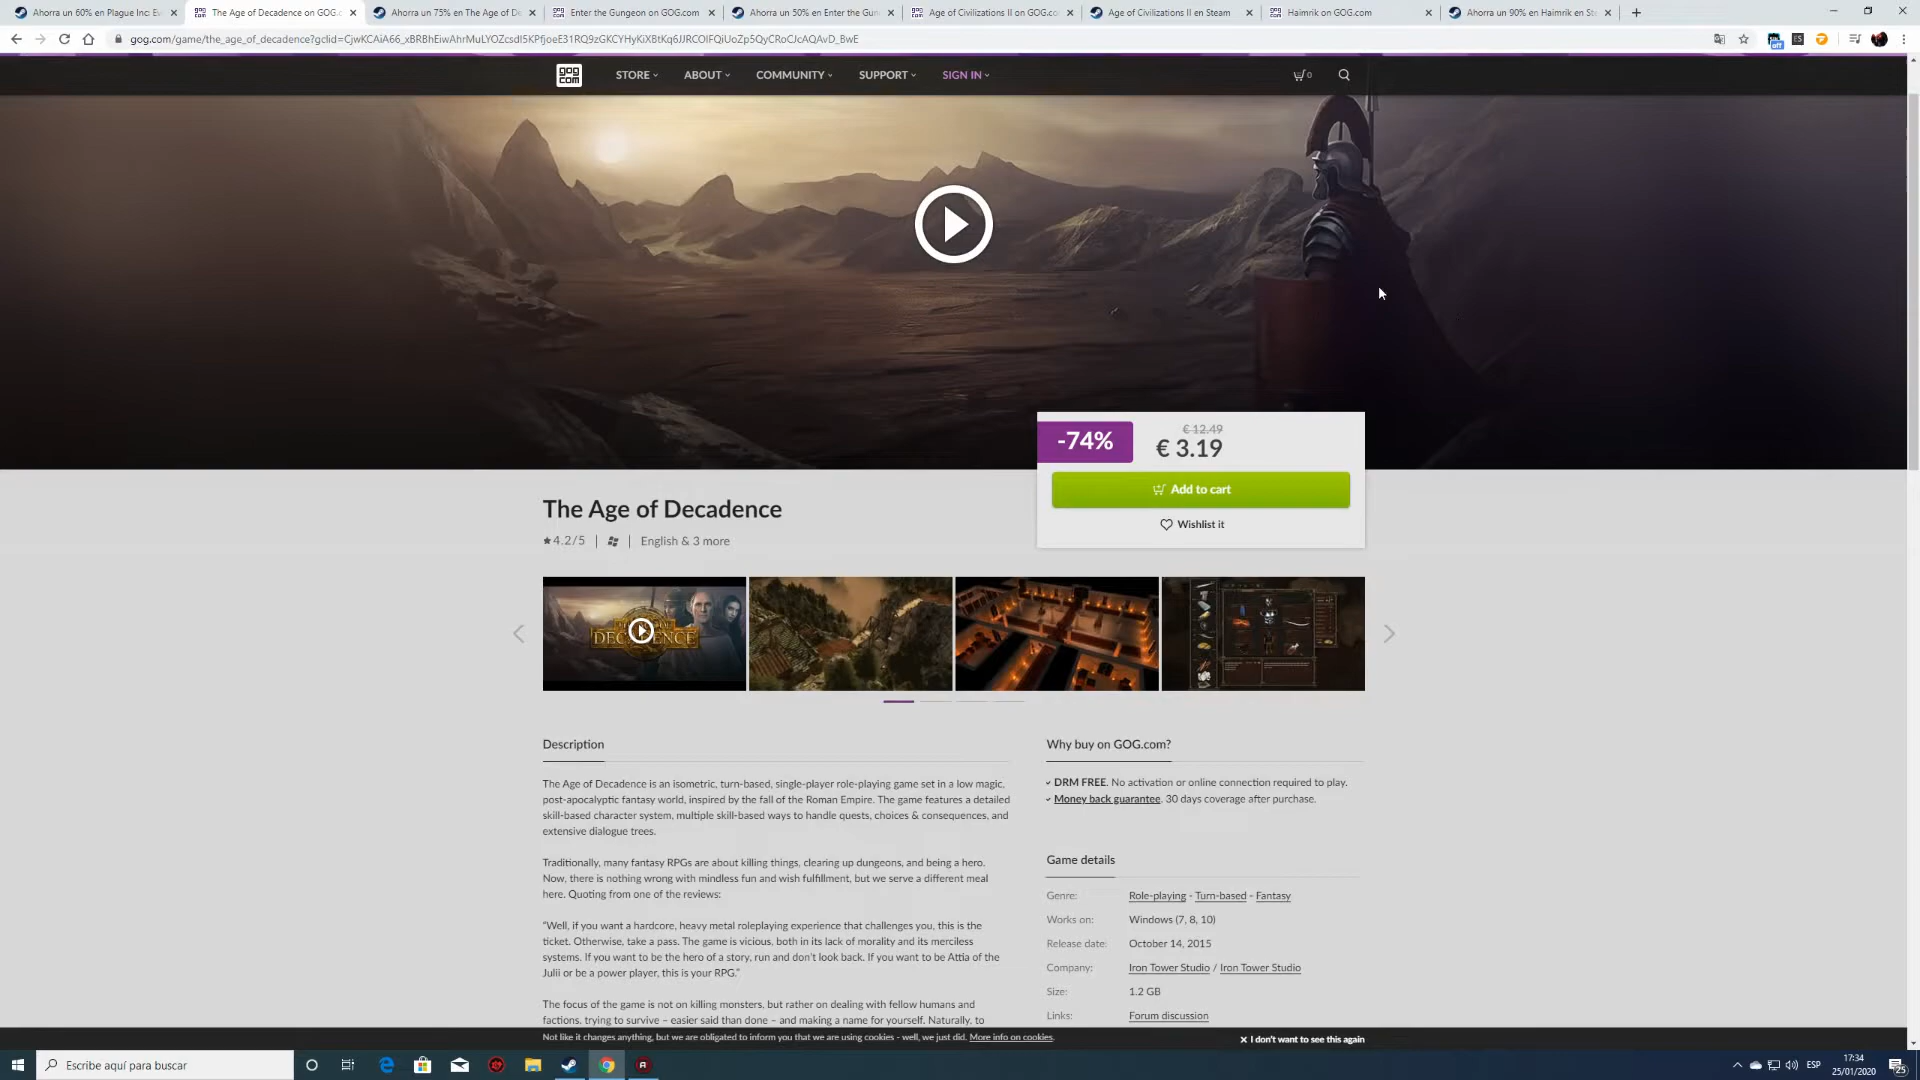 Ahorra un 60% en Plague Inc: Ev
The Age of Decadence on GOG.c
Ahorra un 75% en The Age of De
Enter the Gungeon on GOG.com
Ahorra un 50% en Enter the Gun
Age of Civilizations II on GOG.co
Age of Civilizations II en Steam
Haimrik on GOG.com
Ahorra un 90% en Haimrik en Ste
gog.com
STORE ABOUT COMMUNITY SUPPORT SIGN IN 0
-74% € 12.49
€ 3.19
Add to cart
Wishlist it
The Age of Decadence
4.2/5 English & 3 more
Description
The Age of Decadence is an isometric, turn-based, single-player role-playing game set in a low magic,
post-apocalyptic fantasy world, inspired by the fall of the Roman Empire. The game features a detailed
skill-based character system, multiple skill-based ways to handle quests, choices & consequences, and
extensive dialogue trees.
Traditionally, many fantasy RPGs are about killing things, clearing up dungeons, and being a hero.
Now, there is nothing wrong with mindless fun and wish fulfillment, but we serve a different meal
here. Quoting from one of the reviews:
“Well, if you want a hardcore, heavy metal roleplaying experience that challenges you, this is the
ticket. Otherwise, take a pass. The game is vicious, both in its lack of morality and its merciless
systems. If you want to be the hero of a story, run and don't look back. If you want to be Attia of the
Julii or be a power player, this is your RPG.”
The focus of the game is not on killing monsters, but rather on dealing with fellow humans and
factions, trying to survive – easier said than done – and making a name for yourself. Naturally, to
Why buy on GOG.com?
DRM FREE. No activation or online connection required to play.
Money back guarantee. 30 days coverage after purchase.
Game details
Genre: Role-playing - Turn-based - Fantasy
Works on: Windows (7, 8, 10)
Release date: October 14, 2015
Company: Iron Tower Studio / Iron Tower Studio
Size: 1.2 GB
Links: Forum discussion
Not like it changes anything, but we are obligated to inform you that we are using cookies - well, we just did. More info on cookies.
I don't want to see this again
Escribe aquí para buscar
ESP
17:34
25/01/2020
25